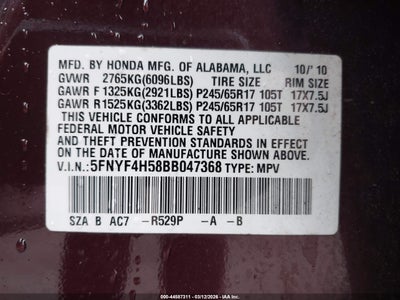 MFD. BY HONDA MFG. OF ALABAMA, LLC 10/'10
GVWR 2765KG(6096LBS) TIRE SIZE RIM SIZE
GAWR F 1325KG(2921LBS) P245/65R17 105T 17X7.5J
GAWR R1525KG(3362LBS) P245/65R17 105T 17X7.5J
THIS VEHICLE CONFORMS TO ALL APPLICABLE
FEDERAL MOTOR VEHICLE SAFETY AND
THEFT PREVENTION STANDARDS IN EFFECT ON THE
DATE OF MANUFACTURE SHOWN ABOVE.
V.I.N.:5FNYF4H58BB047368 TYPE: MPV
SZA B AC7 -R529P -A -B
000-44587311 - 03/12/2026 - IAAI